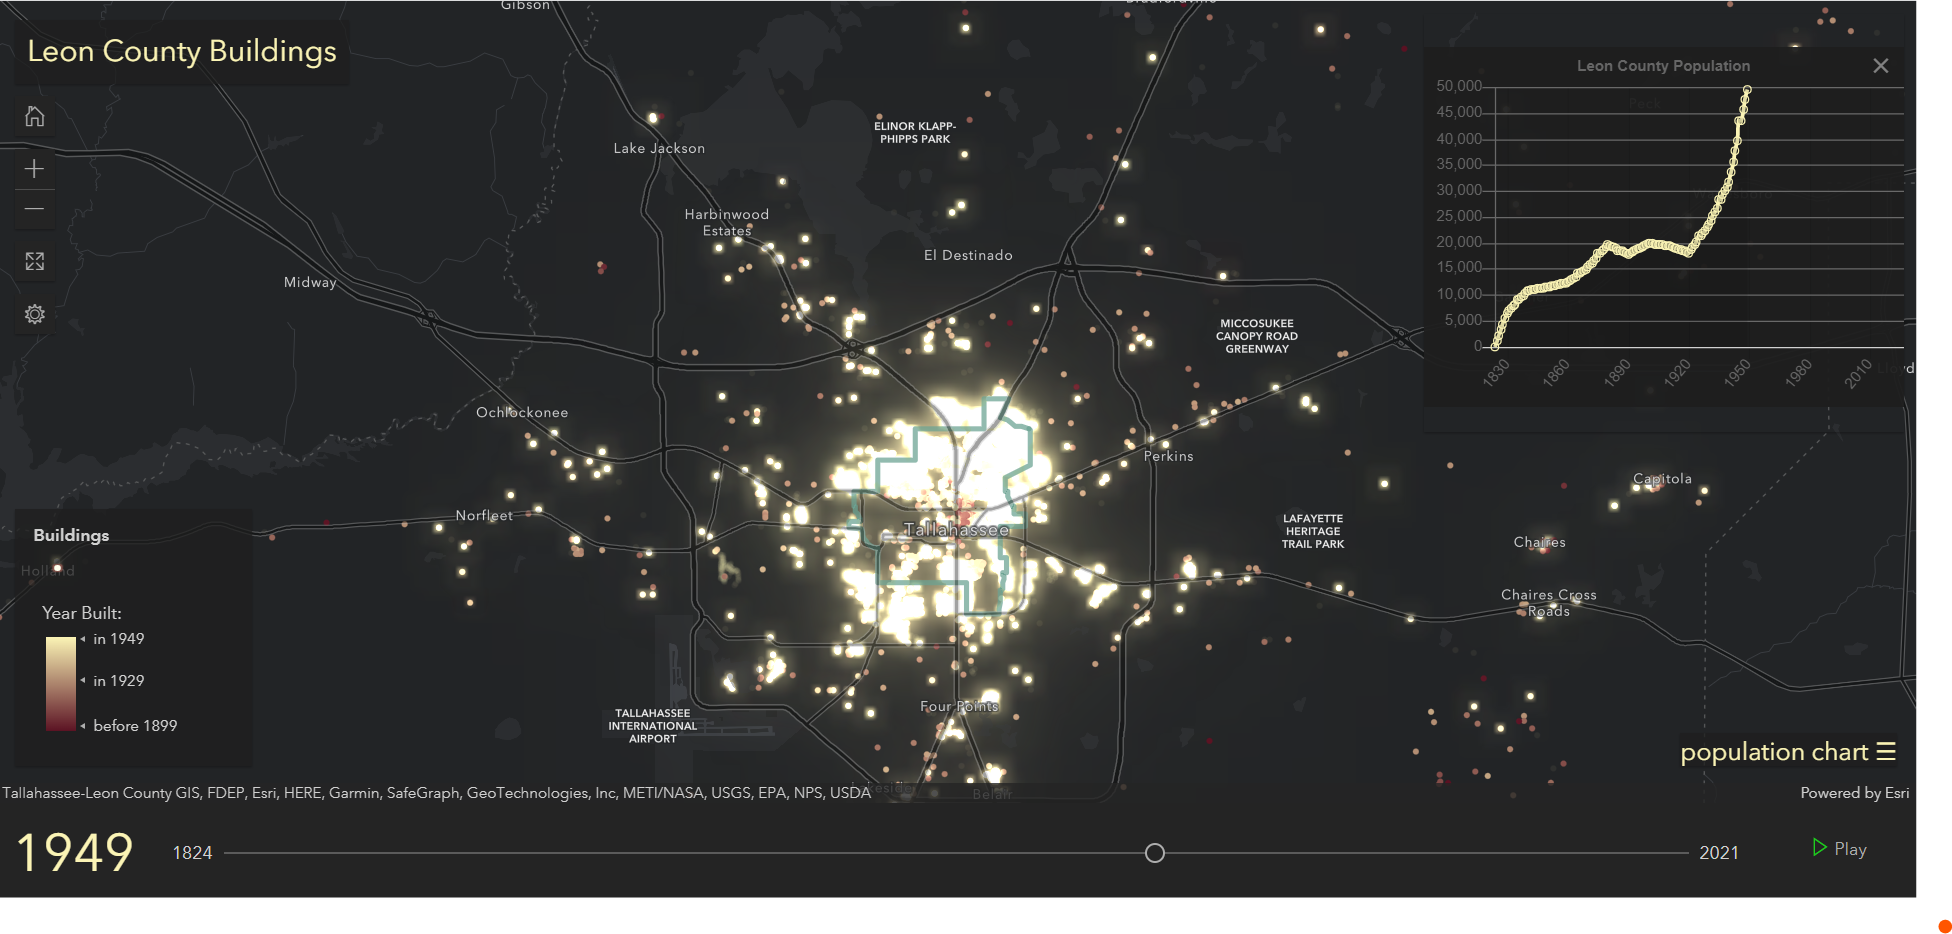 Gibson
Leon County Buildings
Leon County Population
50,000
45,000
40,000
35,000
30,000
25,000
20,000
15,000
10,000
5,000
0
1830
1860
1890
1920
1950
1980
2010
Peck
ELINOR KLAPP-
PHIPPS PARK
Lake Jackson
Harbinwood
Estates
El Destinado
Midway
MICCOSUKEE
CANOPY ROAD
GREENWAY
Ochlockonee
Perkins
Capitola
Norfleet
Tallahassee
LAFAYETTE
HERITAGE
TRAIL PARK
Chaires
Chaires Cross
Roads
Buildings
Holland
Year Built:
in 1949
in 1929
before 1899
Four Points
TALLAHASSEE
INTERNATIONAL
AIRPORT
population chart
Belair
Tallahassee-Leon County GIS, FDEP, Esri, HERE, Garmin, SafeGraph, GeoTechnologies, Inc, METI/NASA, USGS, EPA, NPS, USDA
Powered by Esri
1949
1824
2021
Play